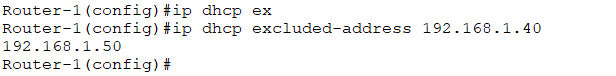 Router-1(config)#ip dhcp ex
Router-1(config)#ip dhcp excluded-address 192.168.1.40
192.168.1.50
Router-1(config)#